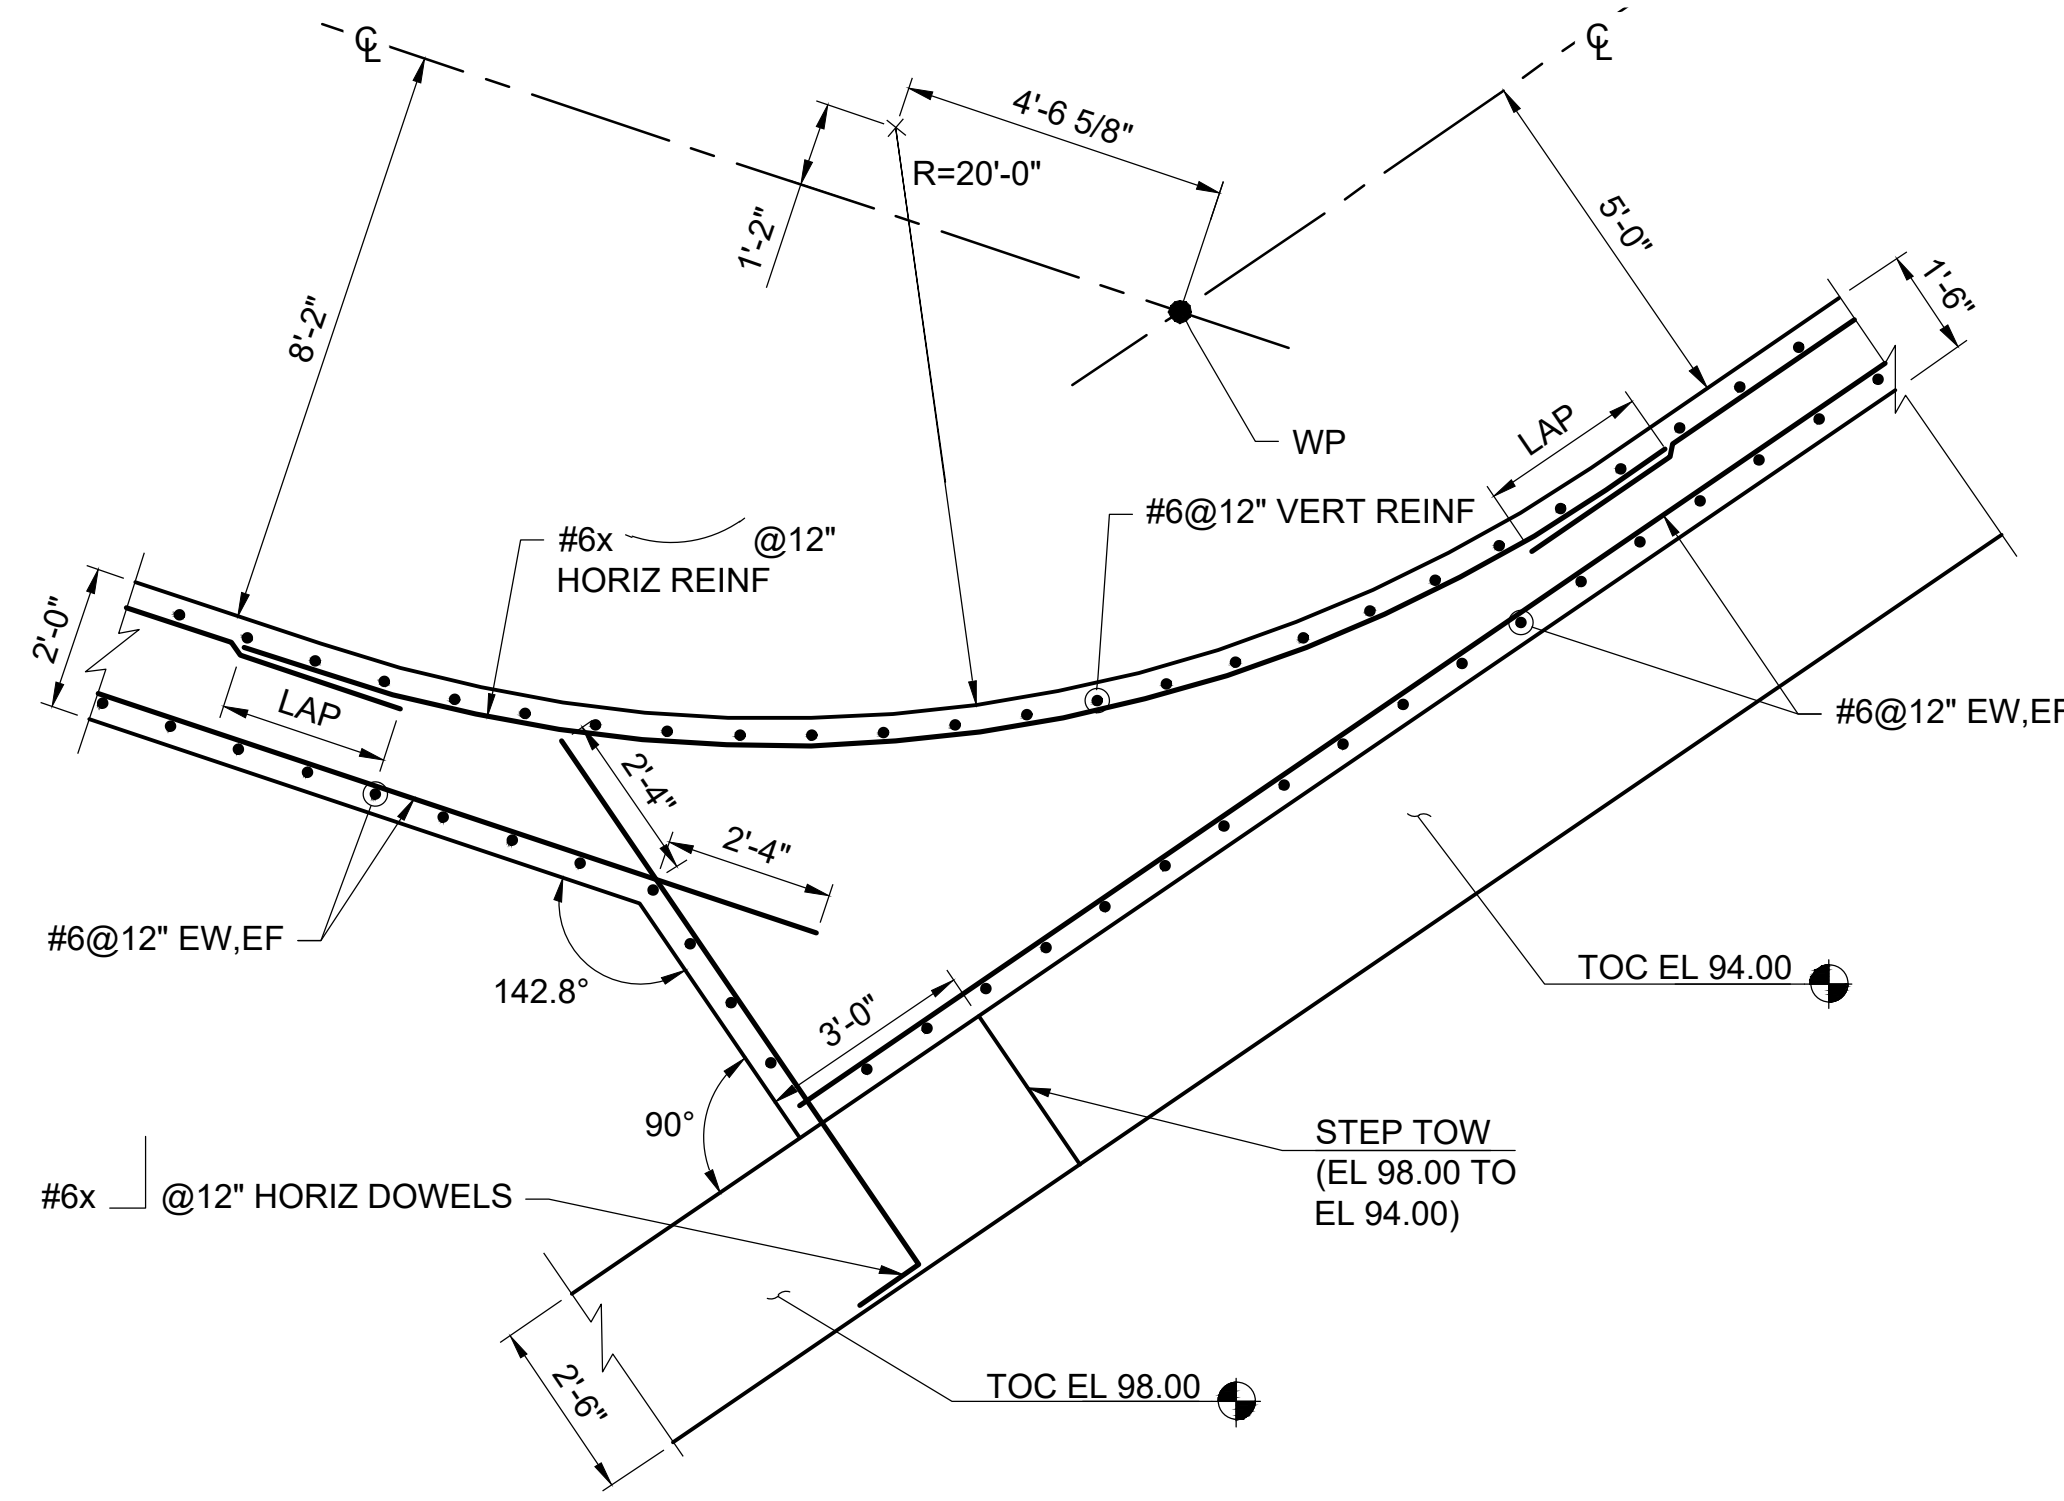 ℄
℄
4'-6 5/8"
R=20'-0"
1'-2"
5'-0"
1'-6"
8'-2"
WP
LAP
#6@12" VERT REINF
#6x @12"
HORIZ REINF
2'-0"
LAP
#6@12" EW,EF
2'-4"
2'-4"
#6@12" EW,EF
142.8°
TOC EL 94.00
3'-0"
90°
STEP TOW
(EL 98.00 TO
EL 94.00)
#6x @12" HORIZ DOWELS
TOC EL 98.00
2'-6"